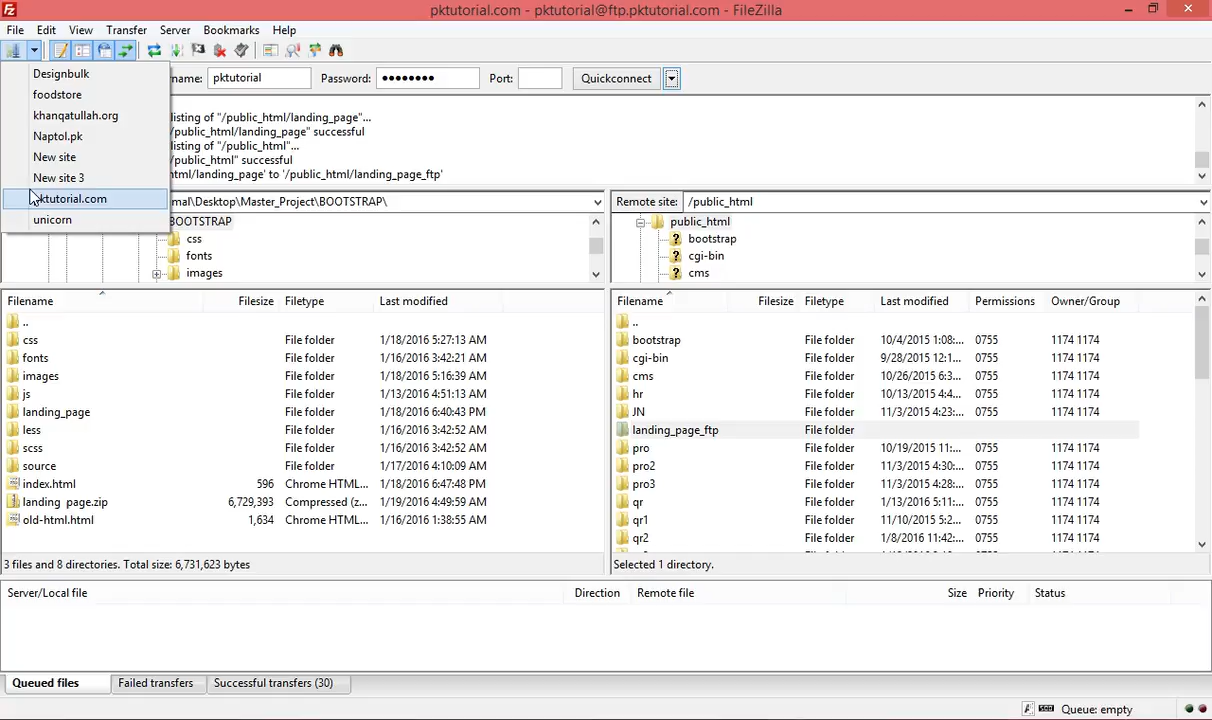 pktutorial.com - pktutorial@ftp.pktutorial.com - FileZilla
File Edit View Transfer Server Bookmarks Help
name: pktutorial Password: ●●●●●●●● Port: Quickconnect
Designbulk
foodstore
khanqatullah.org
Naptol.pk
New site
New site 3
pktutorial.com
unicorn
listing of "/public_html/landing_page"...
/public_html/landing_page" successful
listing of "/public_html"...
/public_html" successful
html/landing_page' to '/public_html/landing_page_ftp'
mal\Desktop\Master_Project\BOOTSTRAP\
BOOTSTRAP
css
fonts
images
Remote site: /public_html
public_html
bootstrap
cgi-bin
cms
Filename Filesize Filetype Last modified
..
css File folder 1/18/2016 5:27:13 AM
fonts File folder 1/16/2016 3:42:21 AM
images File folder 1/18/2016 5:16:39 AM
js File folder 1/13/2016 4:51:13 AM
landing_page File folder 1/18/2016 6:40:43 PM
less File folder 1/16/2016 3:42:52 AM
scss File folder 1/16/2016 3:42:52 AM
source File folder 1/17/2016 4:10:09 AM
index.html 596 Chrome HTML... 1/18/2016 6:47:48 PM
landing page.zip 6,729,393 Compressed (z... 1/19/2016 4:49:59 AM
old-html.html 1,634 Chrome HTML... 1/16/2016 1:38:55 AM
3 files and 8 directories. Total size: 6,731,623 bytes
Filename Filesize Filetype Last modified Permissions Owner/Group
..
bootstrap File folder 10/4/2015 1:08:... 0755 1174 1174
cgi-bin File folder 9/28/2015 12:1... 0755 1174 1174
cms File folder 10/26/2015 6:3... 0755 1174 1174
hr File folder 10/13/2015 4:4... 0755 1174 1174
JN File folder 11/3/2015 4:23:... 0755 1174 1174
landing_page_ftp File folder
pro File folder 10/19/2015 11:... 0755 1174 1174
pro2 File folder 11/3/2015 4:30:... 0755 1174 1174
pro3 File folder 11/3/2015 4:28:... 0755 1174 1174
qr File folder 1/13/2016 5:11:... 0755 1174 1174
qr1 File folder 11/10/2015 5:2... 0755 1174 1174
qr2 File folder 1/8/2016 11:42:... 0755 1174 1174
Selected 1 directory.
Server/Local file Direction Remote file Size Priority Status
Queued files Failed transfers Successful transfers (30)
Queue: empty